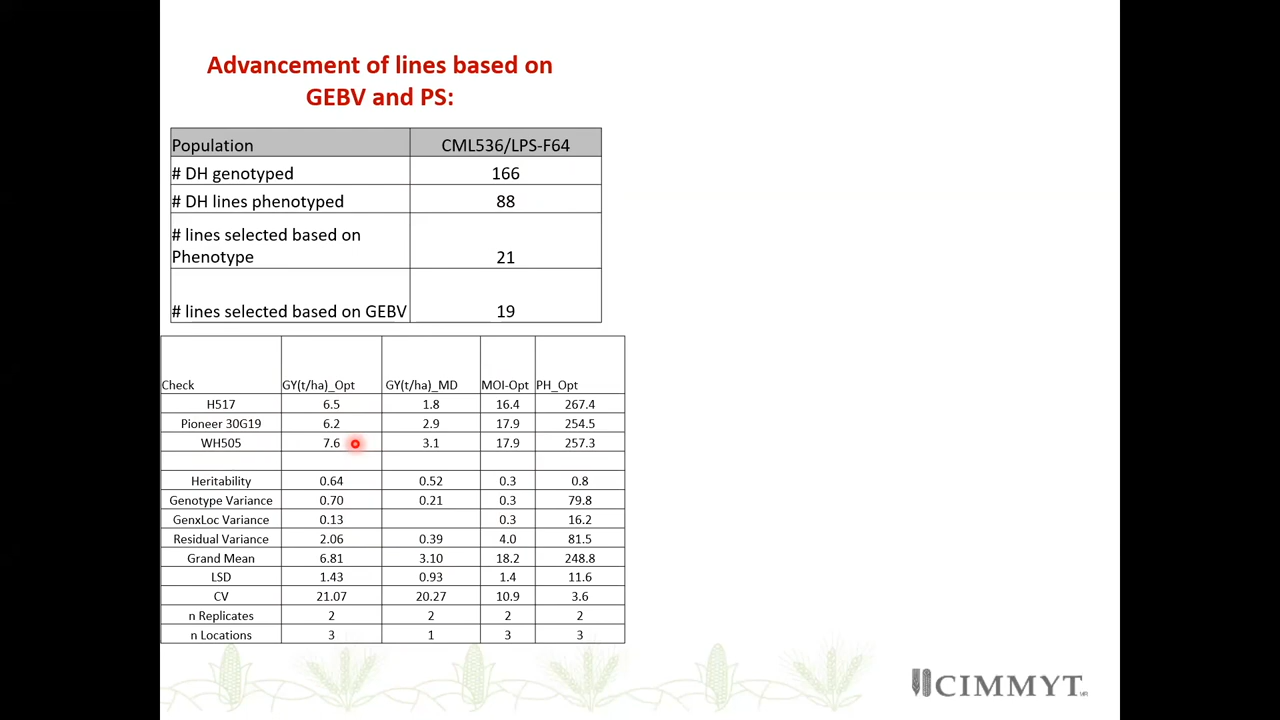 Advancement of lines based on
GEBV and PS:
Population CML536/LPS-F64
# DH genotyped 166
# DH lines phenotyped 88
# lines selected based on
Phenotype 21
# lines selected based on GEBV 19
Check GY(t/ha)_Opt GY(t/ha)_MD MOI-Opt PH_Opt
H517 6.5 1.8 16.4 267.4
Pioneer 30G19 6.2 2.9 17.9 254.5
WH505 7.6 3.1 17.9 257.3
Heritability 0.64 0.52 0.3 0.8
Genotype Variance 0.70 0.21 0.3 79.8
GenxLoc Variance 0.13 0.3 16.2
Residual Variance 2.06 0.39 4.0 81.5
Grand Mean 6.81 3.10 18.2 248.8
LSD 1.43 0.93 1.4 11.6
CV 21.07 20.27 10.9 3.6
n Replicates 2 2 2 2
n Locations 3 1 3 3
CIMMYT